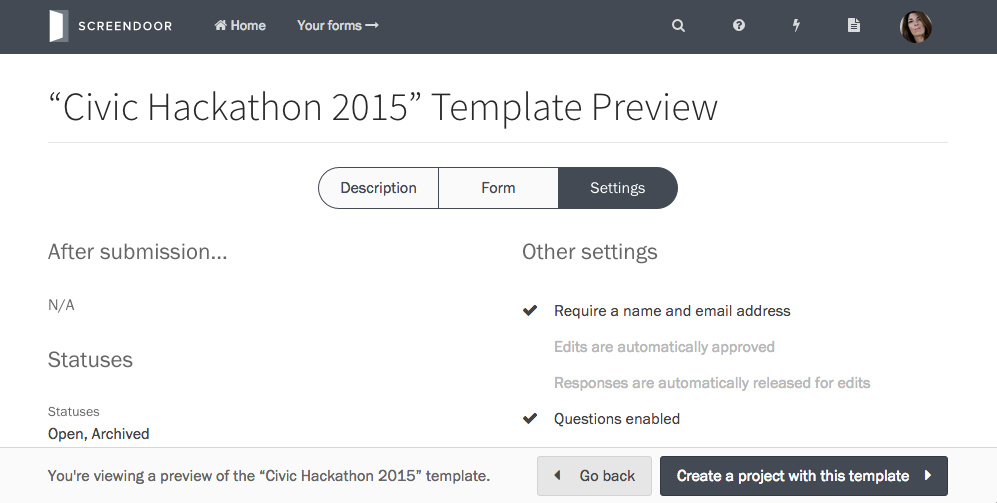 SCREENDOOR
Home
Your forms
“Civic Hackathon 2015” Template Preview
Description
Form
Settings
After submission...
N/A
Statuses
Statuses
Open, Archived
Other settings
Require a name and email address
Edits are automatically approved
Responses are automatically released for edits
Questions enabled
You're viewing a preview of the “Civic Hackathon 2015” template.
Go back
Create a project with this template